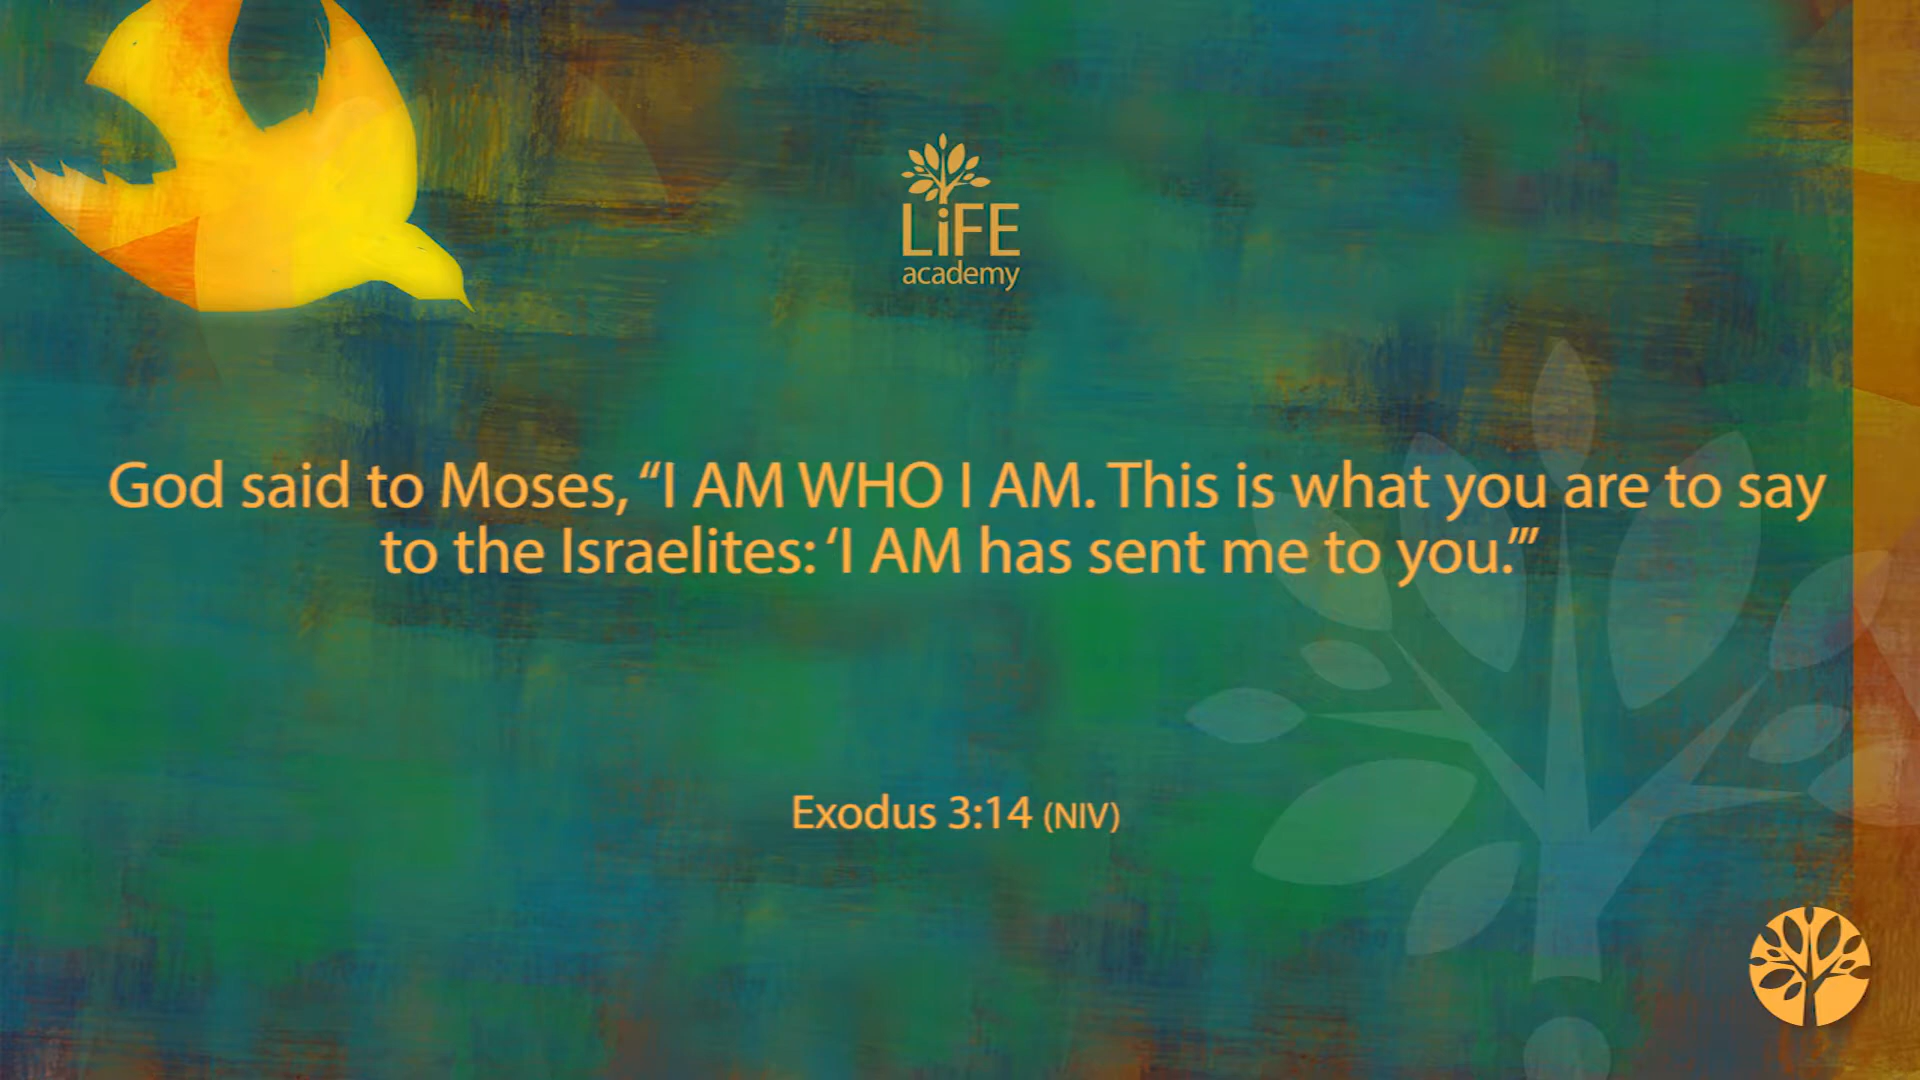 LiFE
academy
God said to Moses, “I AM WHO I AM. This is what you are to say
to the Israelites: ‘I AM has sent me to you.’”
Exodus 3:14 (NIV)